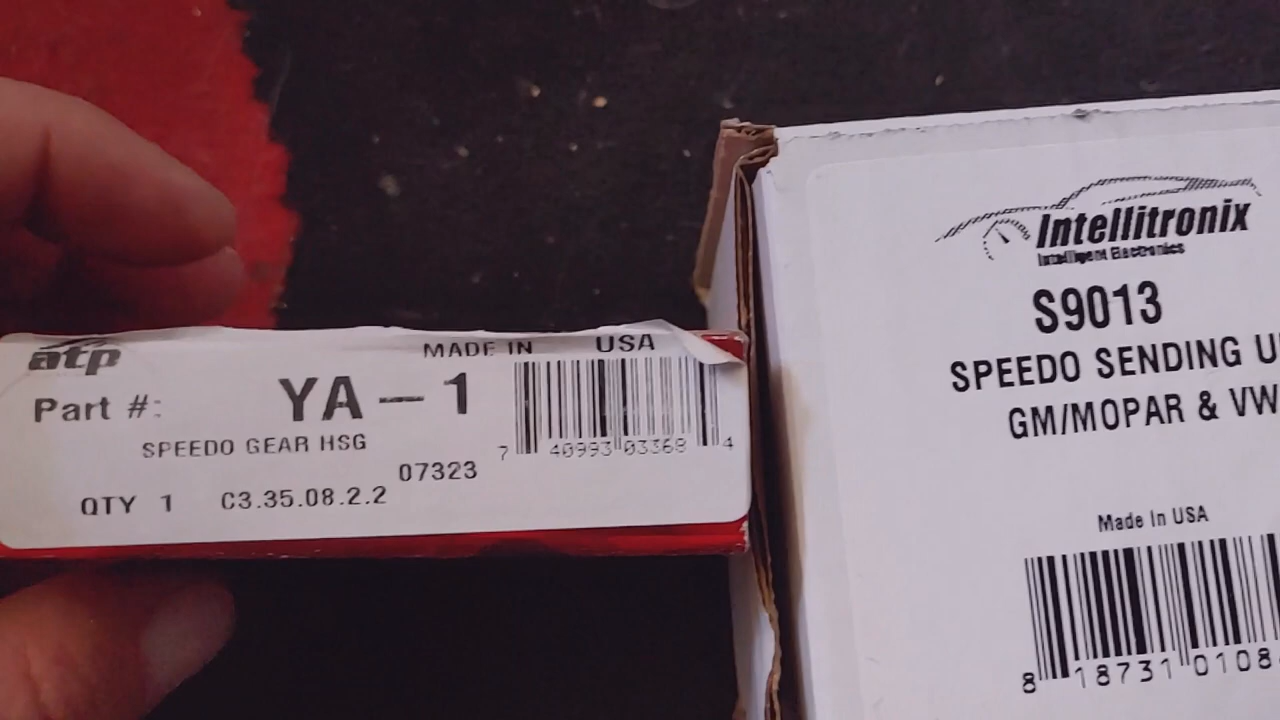 atp
MADE IN USA
Part #: YA-1
SPEEDO GEAR HSG
07323
QTY 1 C3.35.08.2.2
7 40993 03368 4
Intellitronix
Intelligent Electronics
S9013
SPEEDO SENDING
GM/MOPAR & VW
Made In USA
8 18731 0108